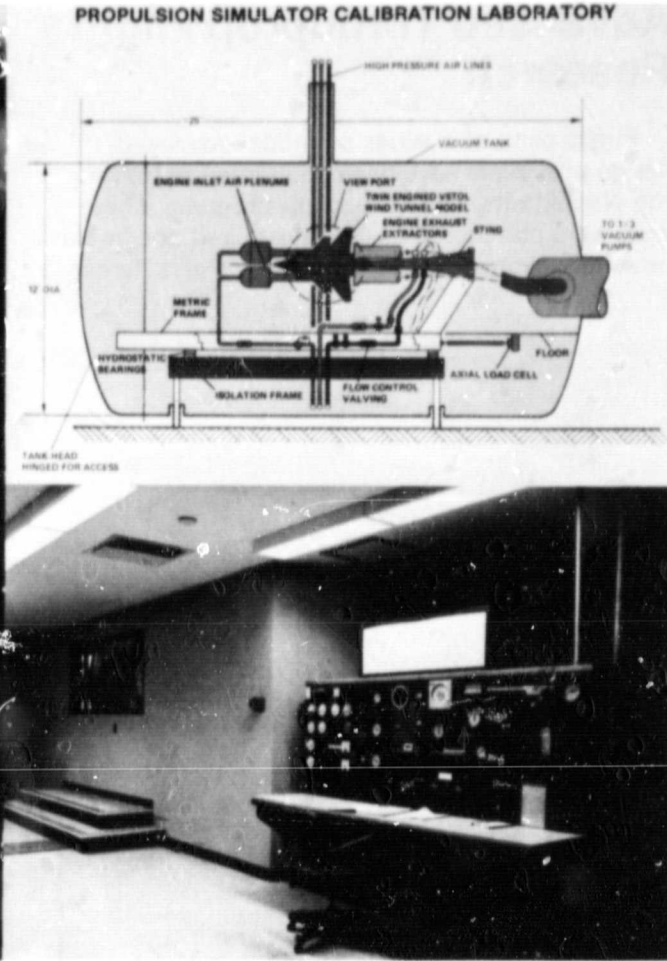 PROPULSION SIMULATOR CALIBRATION LABORATORY
HIGH PRESSURE AIR LINES
25
VACUUM TANK
ENGINE INLET AIR PLENUMS
VIEW PORT
TWIN ENGINED VSTOL
WIND TUNNEL MODEL
ENGINE EXHAUST
EXTRACTORS
STING
TO 1/3
VACUUM
PUMPS
12' DIA
METRIC
FRAME
HYDROSTATIC
BEARINGS
ISOLATION FRAME
FLOW CONTROL
VALVING
AXIAL LOAD CELL
FLOOR
TANK HEAD
HINGED FOR ACCESS